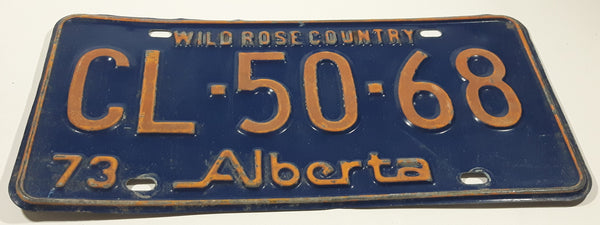 WILD ROSE COUNTRY
CL-50-68
73 Alberta